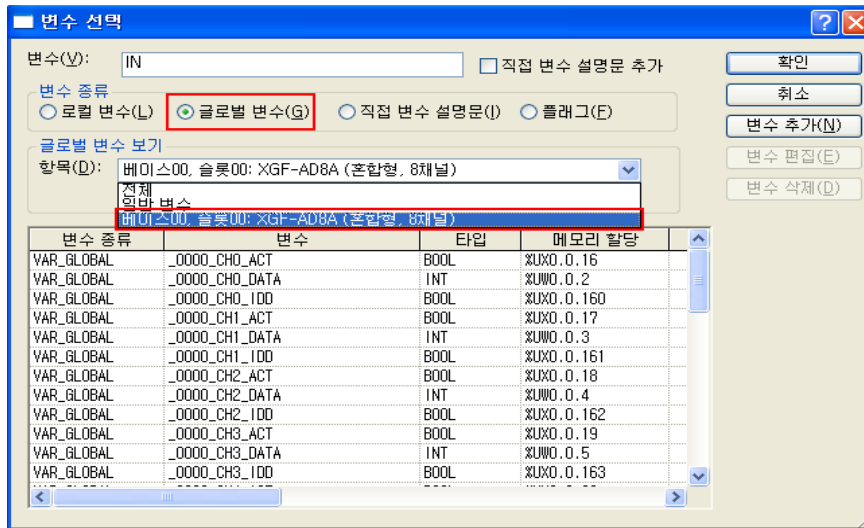 변수 선택
변수(V): IN 직접 변수 설명문 추가
확인
취소
변수 추가(N)
변수 편집(E)
변수 삭제(D)
변수 종류
로컬 변수(L) 글로벌 변수(G) 직접 변수 설명문(I) 플래그(F)
글로벌 변수 보기
항목(D): 베이스00, 슬롯00: XGF-AD8A (혼합형, 8채널)
전체
일반 변수
베이스00, 슬롯00: XGF-AD8A (혼합형, 8채널)
변수 종류 변수 타입 메모리 할당
VAR_GLOBAL _0000_CH0_ACT BOOL %UX0.0.16
VAR_GLOBAL _0000_CH0_DATA INT %UW0.0.2
VAR_GLOBAL _0000_CH0_IDD BOOL %UX0.0.160
VAR_GLOBAL _0000_CH1_ACT BOOL %UX0.0.17
VAR_GLOBAL _0000_CH1_DATA INT %UW0.0.3
VAR_GLOBAL _0000_CH1_IDD BOOL %UX0.0.161
VAR_GLOBAL _0000_CH2_ACT BOOL %UX0.0.18
VAR_GLOBAL _0000_CH2_DATA INT %UW0.0.4
VAR_GLOBAL _0000_CH2_IDD BOOL %UX0.0.162
VAR_GLOBAL _0000_CH3_ACT BOOL %UX0.0.19
VAR_GLOBAL _0000_CH3_DATA INT %UW0.0.5
VAR_GLOBAL _0000_CH3_IDD BOOL %UX0.0.163